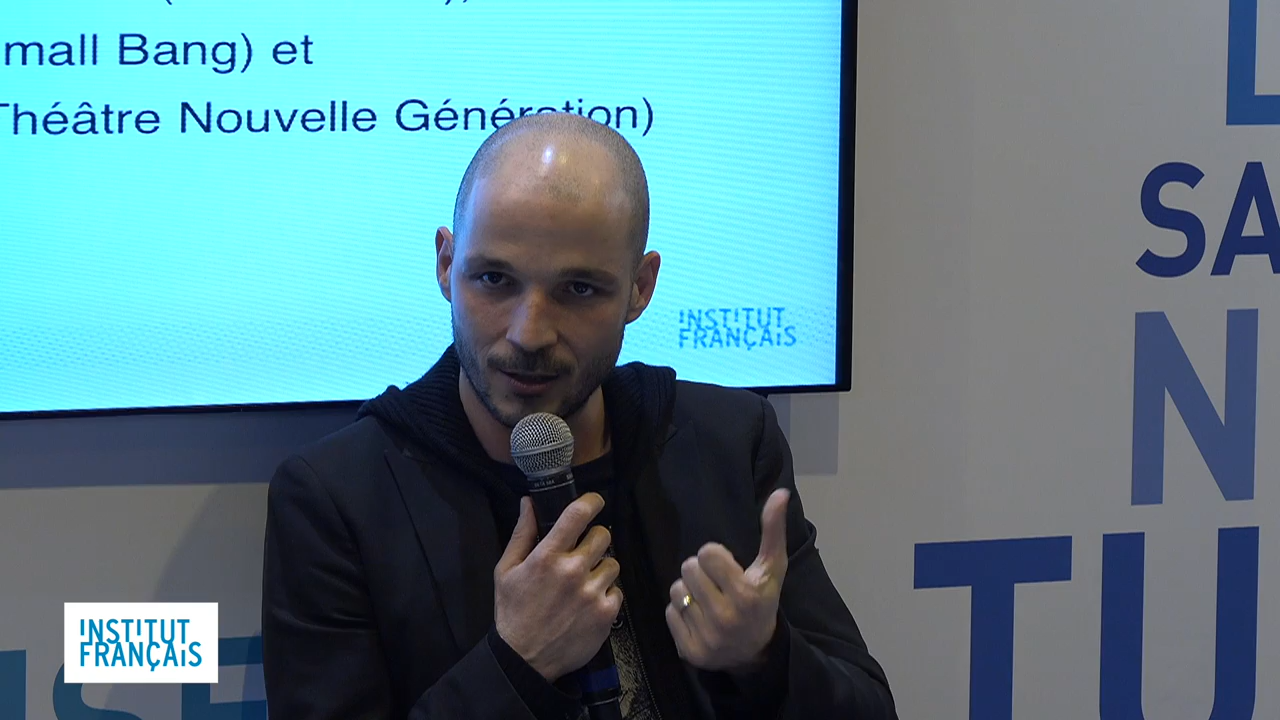 mall Bang) et
Théâtre Nouvelle Génération)
INSTITUT
FRANÇAIS
SA
N
TU
INSTITUT
FRANÇAIS